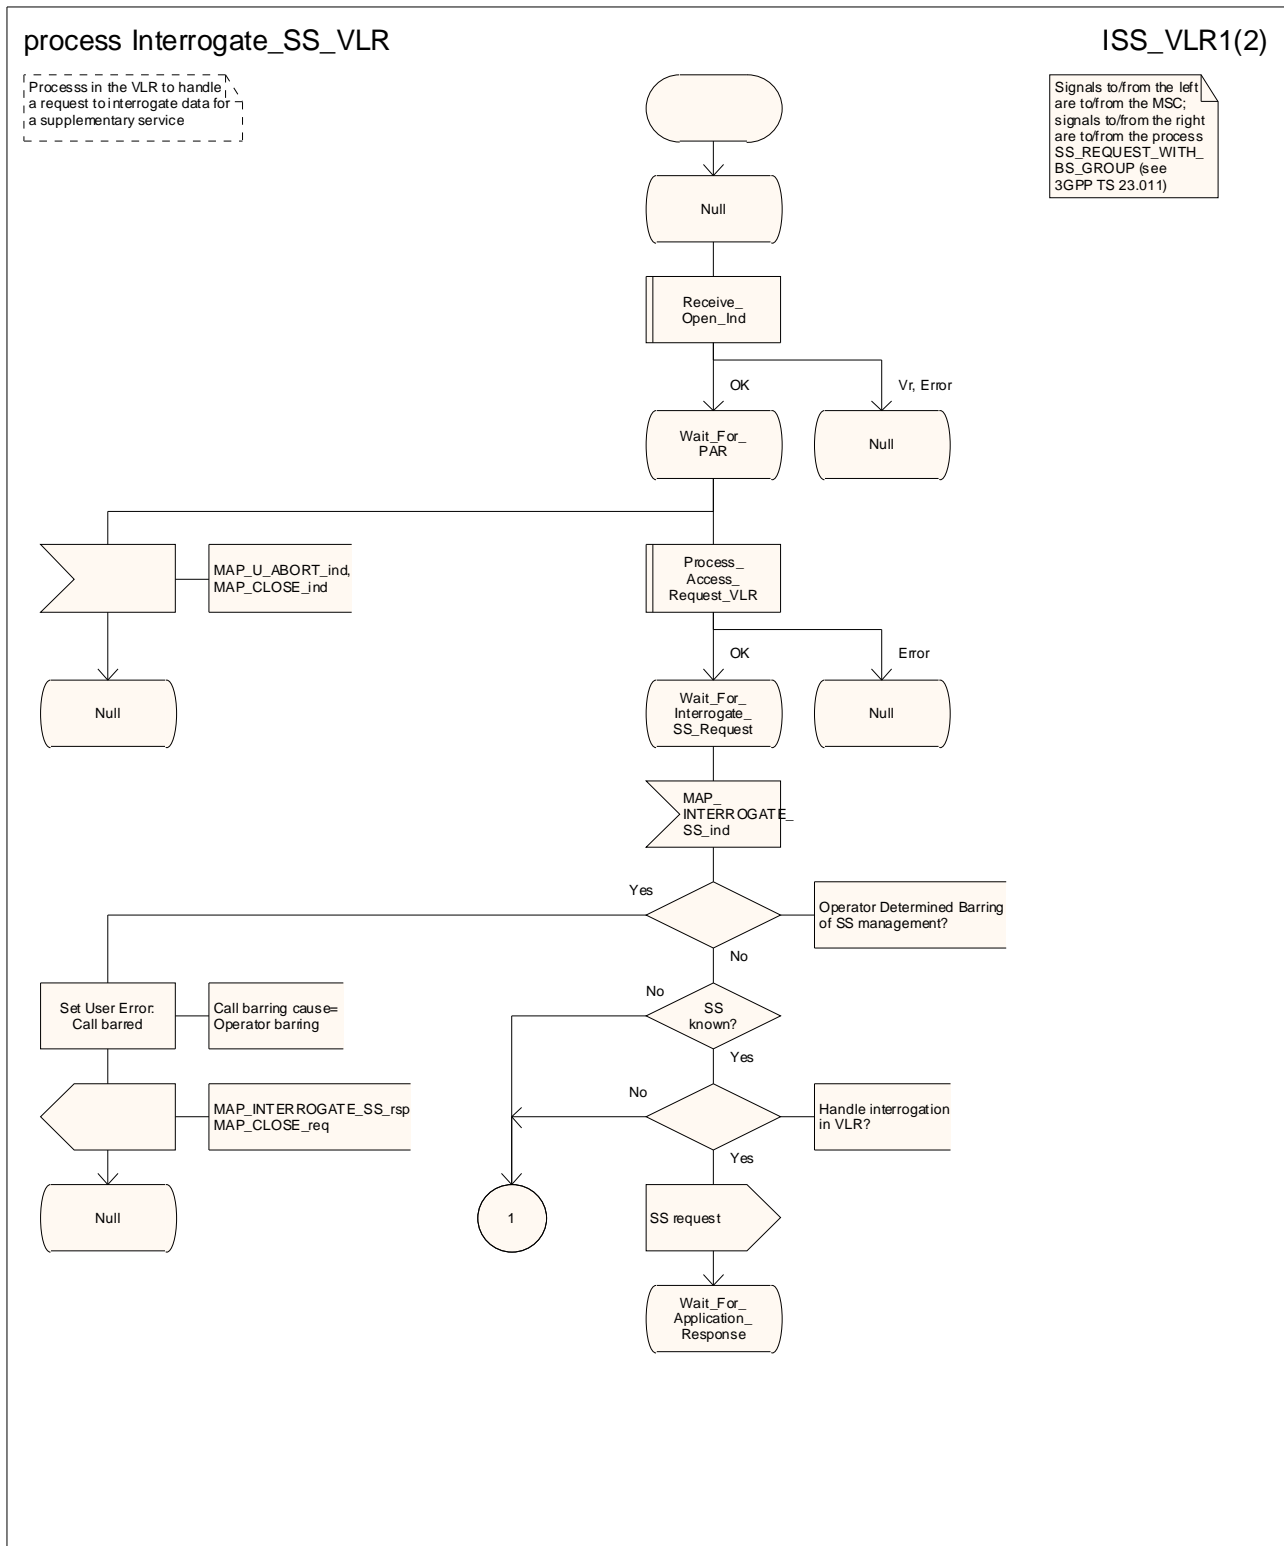 process Interrogate_SS_VLR
ISS_VLR1(2)
Processs in the VLR to handle
a request to interrogate data for
a supplementary service
Signals to/from the left
are to/from the MSC;
signals to/from the right
are to/from the process
SS_REQUEST_WITH_
BS_GROUP (see
3GPP TS 23.011)
Null
Receive_
Open_Ind
OK
Vr, Error
Wait_For_
PAR
Null
MAP_U_ABORT_ind,
MAP_CLOSE_ind
Process_
Access_
Request_VLR
OK
Error
Null
Wait_For_
Interrogate_
SS_Request
Null
MAP_
INTERROGATE_
SS_ind
Yes
Operator Determined Barring
of SS management?
No
Set User Error:
Call barred
Call barring cause=
Operator barring
No
SS
known?
Yes
MAP_INTERROGATE_SS_rsp
MAP_CLOSE_req
No
Handle interrogation
in VLR?
Yes
Null
1
SS request
Wait_For_
Application_
Response